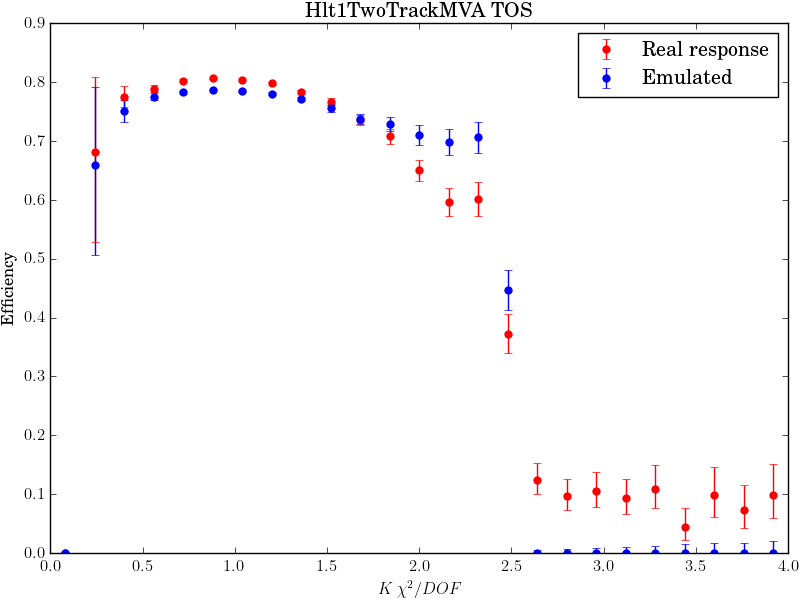 Hlt1TwoTrackMVA TOS
0.9
0.8
0.7
0.6
0.5
0.4
0.3
0.2
0.1
0.0
Efficiency
Real response
Emulated
0.0 0.5 1.0 1.5 2.0 2.5 3.0 3.5 4.0
K χ²/DOF